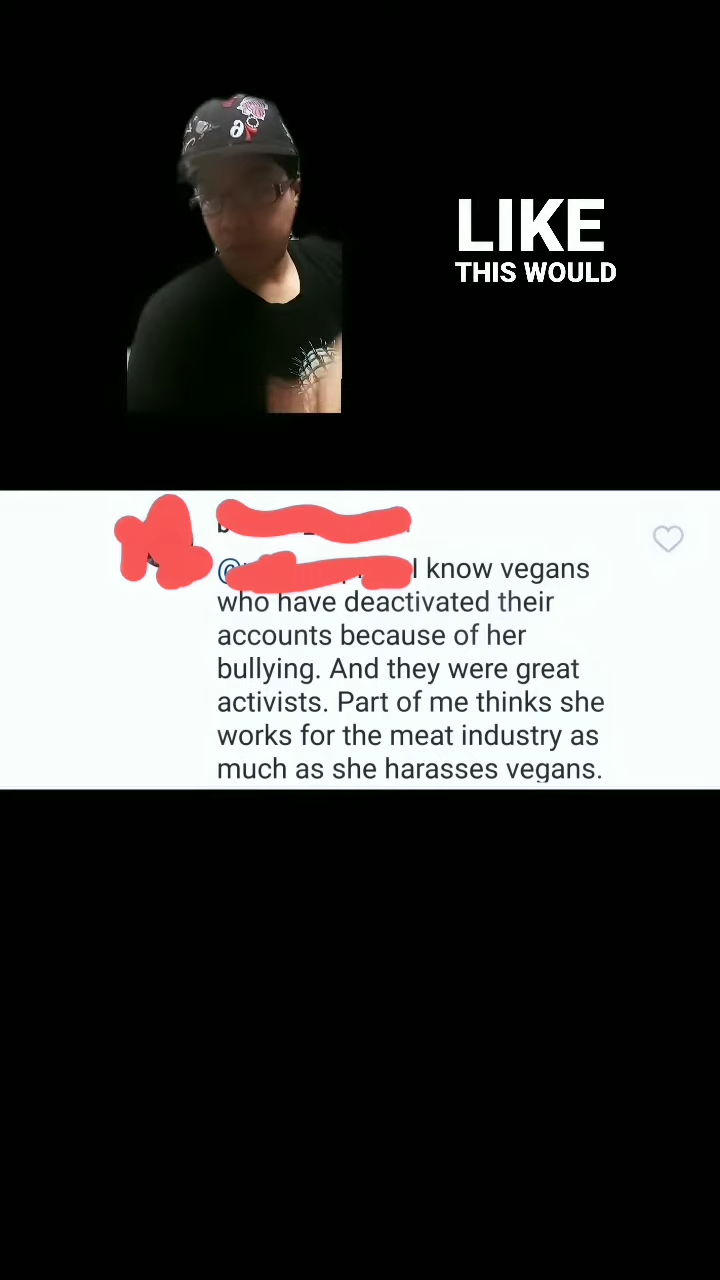 LIKE
THIS WOULD
I know vegans
who have deactivated their
accounts because of her
bullying. And they were great
activists. Part of me thinks she
works for the meat industry as
much as she harasses vegans.